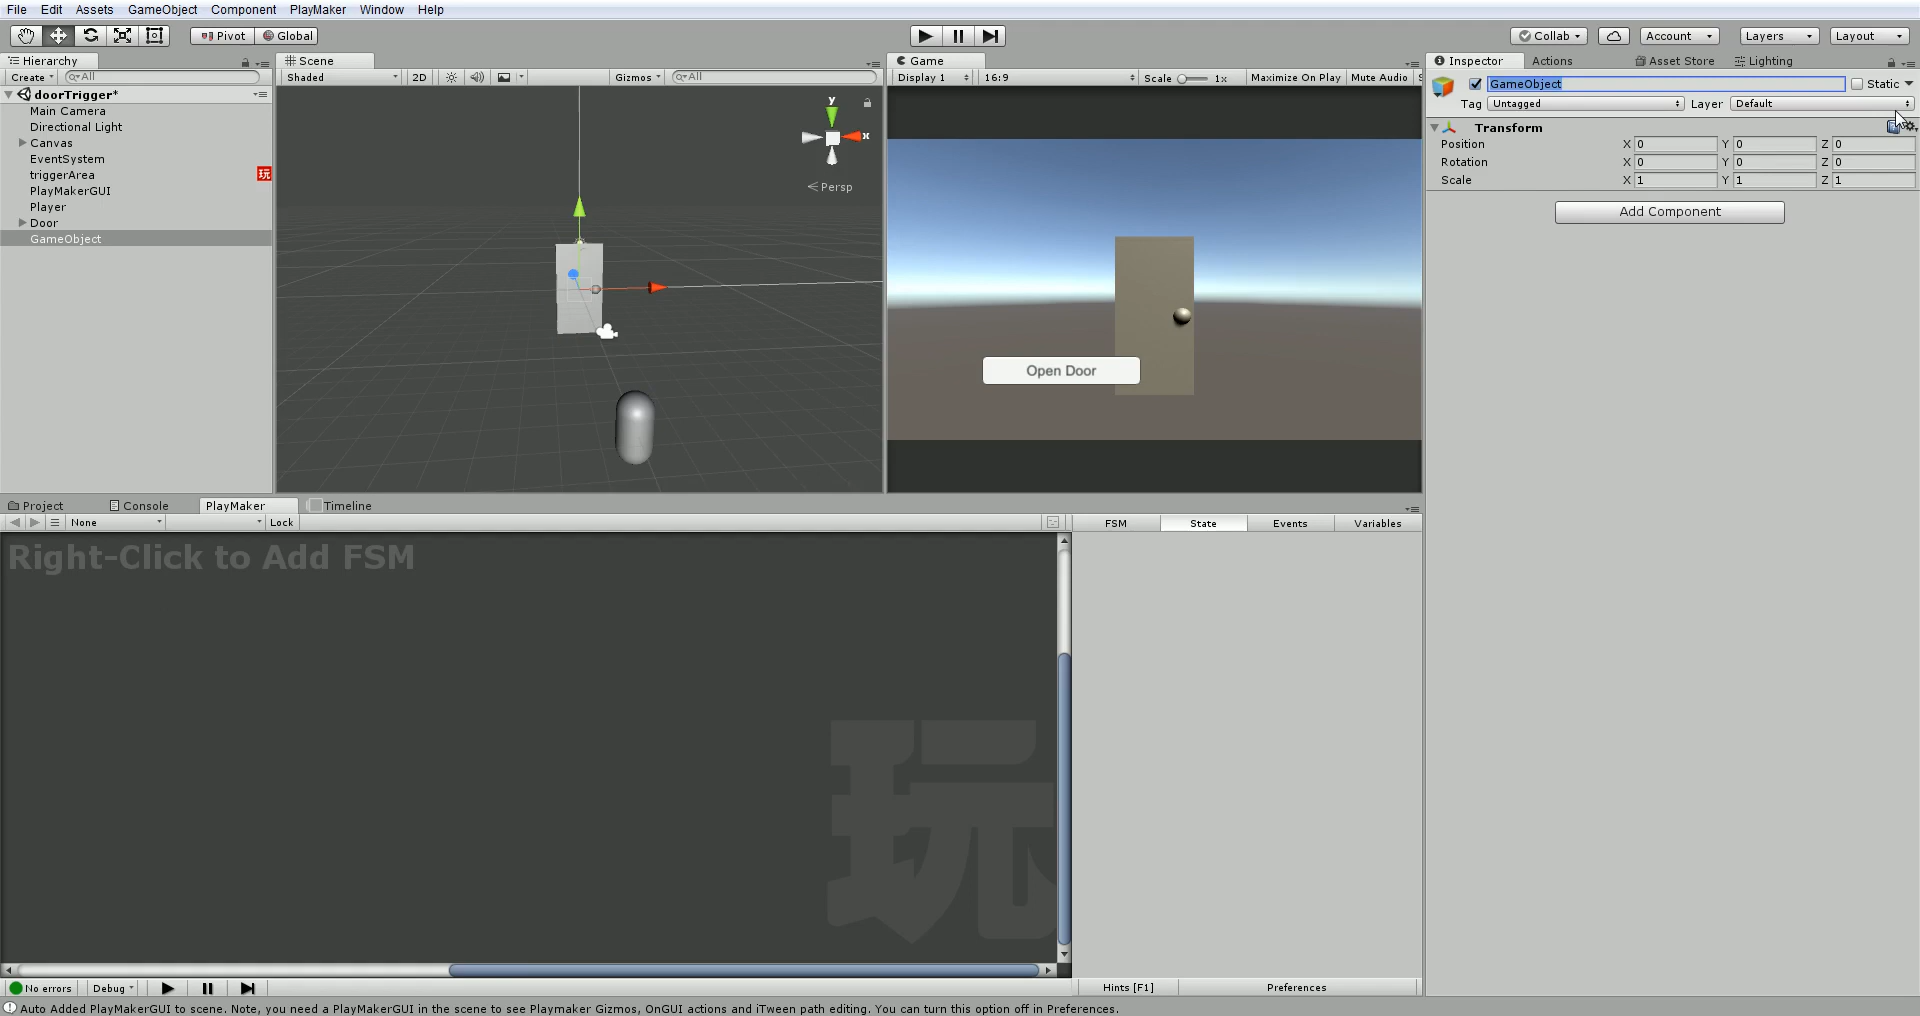 File Edit Assets GameObject Component PlayMaker Window Help
Pivot Global Collab Account Layers Layout
Hierarchy
Create All
doorTrigger*
Main Camera
Directional Light
Canvas
EventSystem
triggerArea 玩
PlayMakerGUI
Player
Door
GameObject
Scene
Shaded 2D Gizmos All
y
x
Persp
Game
Display 1 16:9 Scale 1x Maximize On Play Mute Audio S
Open Door
Inspector Actions Asset Store Lighting
GameObject Static
Tag Untagged Layer Default
Transform
Position X 0 Y 0 Z 0
Rotation X 0 Y 0 Z 0
Scale X 1 Y 1 Z 1
Add Component
Project Console PlayMaker Timeline
None Lock FSM State Events Variables
Right-Click to Add FSM
玩
No errors Debug Hints [F1] Preferences
Auto Added PlayMakerGUI to scene. Note, you need a PlayMakerGUI in the scene to see Playmaker Gizmos, OnGUI actions and iTween path editing. You can turn this option off in Preferences.